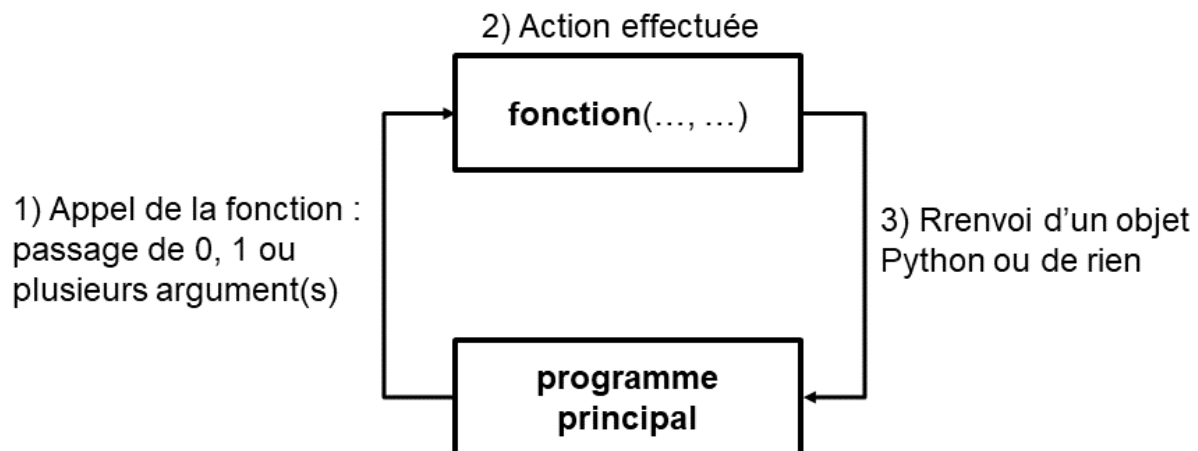 2) Action effectuée
fonction(..., ...)
1) Appel de la fonction :
passage de 0, 1 ou
plusieurs argument(s)
3) Rrenvoi d'un objet
Python ou de rien
programme
principal